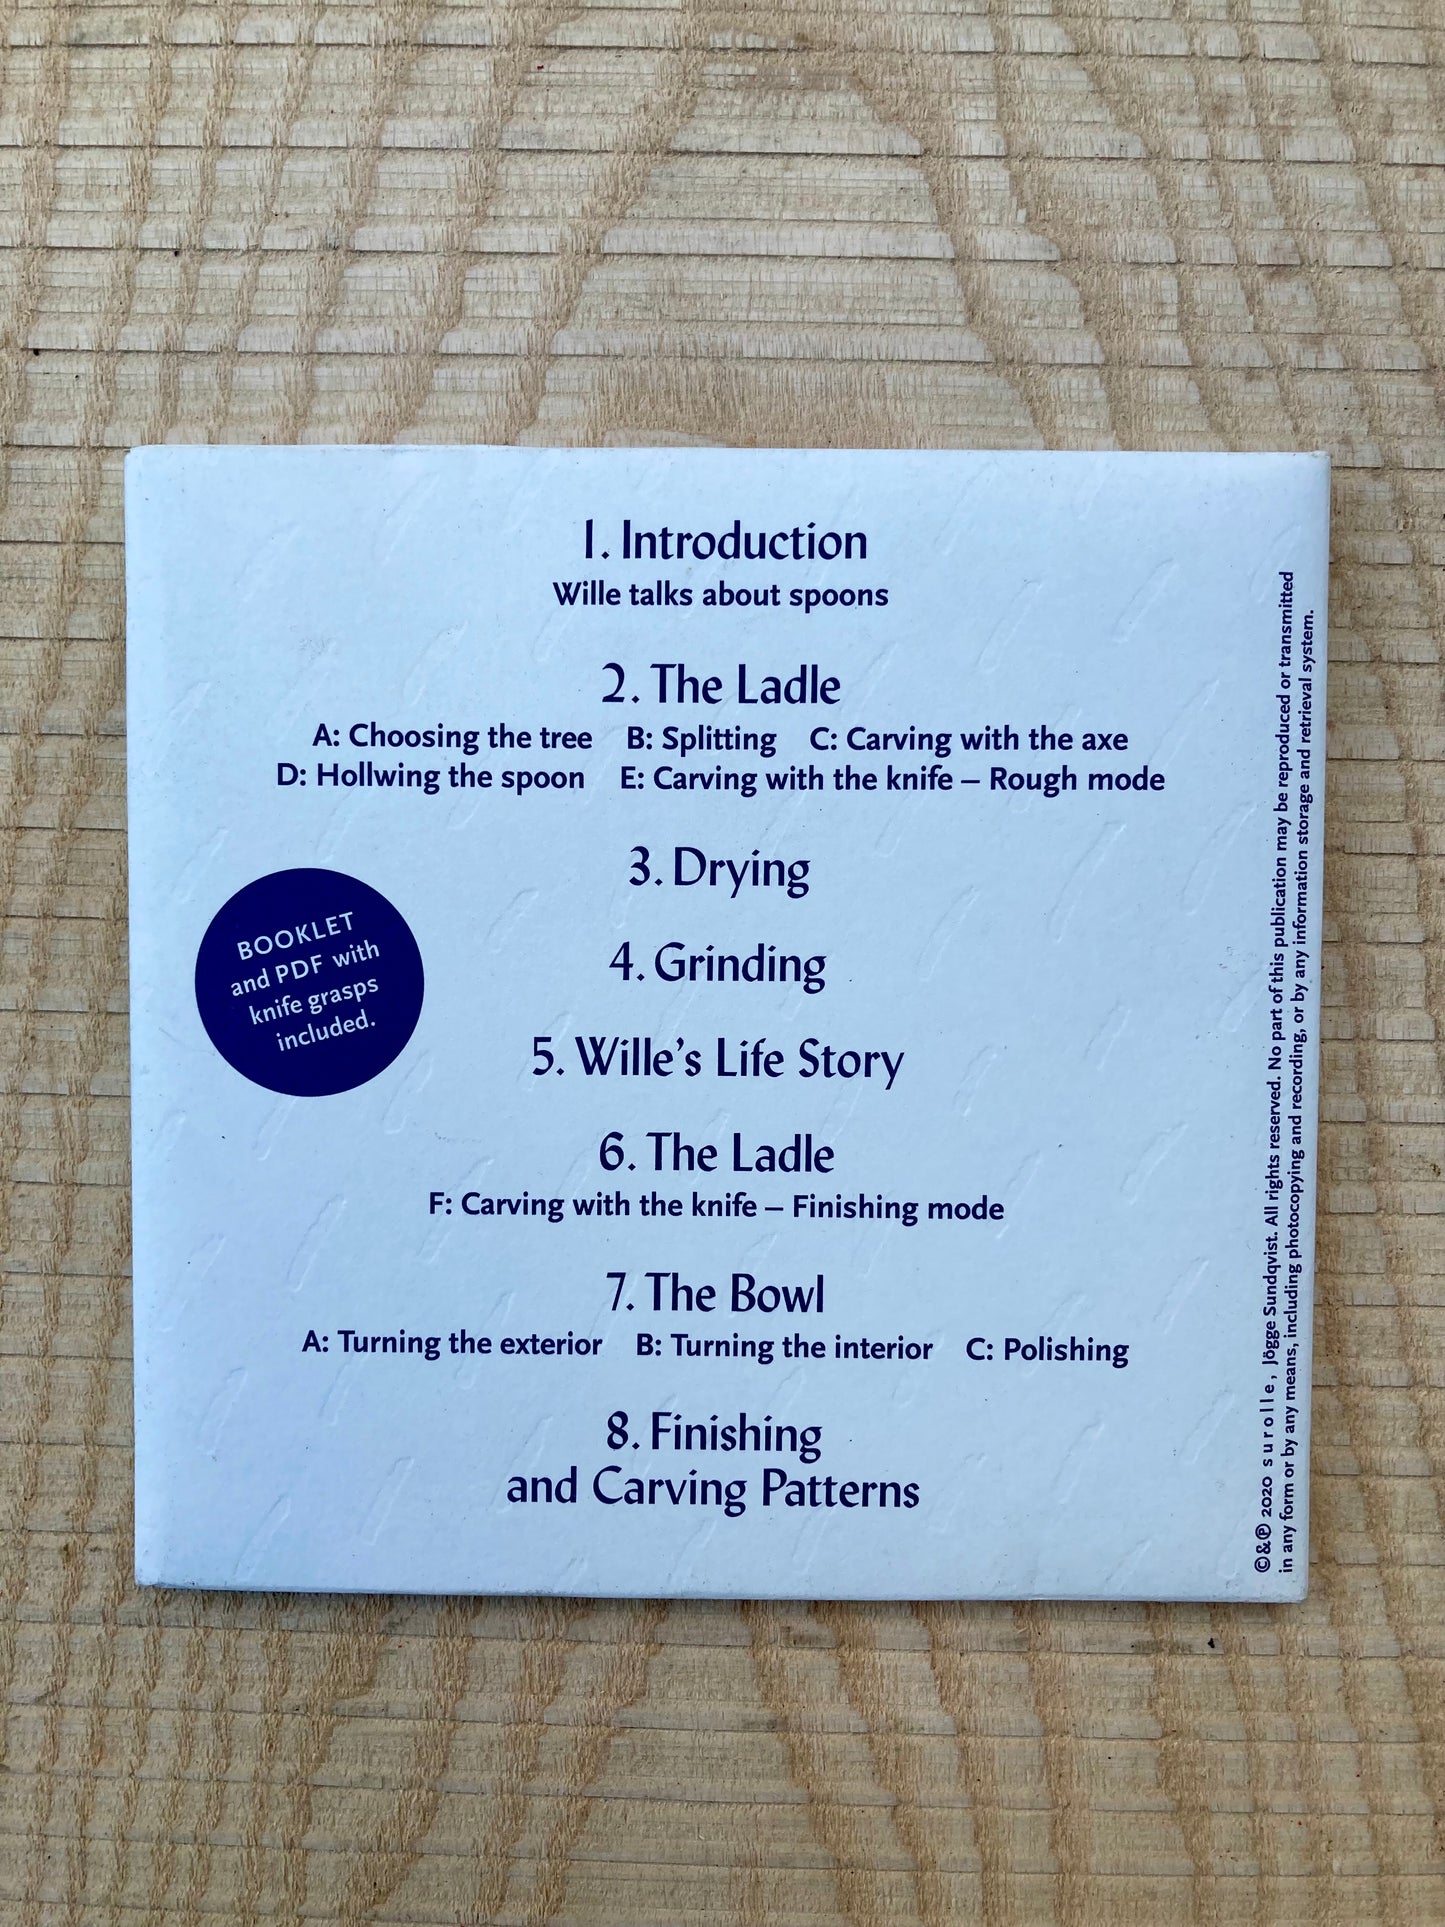 1. Introduction
Wille talks about spoons
2. The Ladle
A: Choosing the tree B: Splitting C: Carving with the axe
D: Hollwing the spoon E: Carving with the knife – Rough mode
3. Drying
4. Grinding
5. Wille's Life Story
6. The Ladle
F: Carving with the knife – Finishing mode
7. The Bowl
A: Turning the exterior B: Turning the interior C: Polishing
8. Finishing
and Carving Patterns
BOOKLET
and PDF with
knife grasps
included.
©&℗ 2020 surolle, Jögge Sundqvist. All rights reserved. No part of this publication may be reproduced or transmitted
in any form or by any means, including photocopying and recording, or by any information storage and retrieval system.